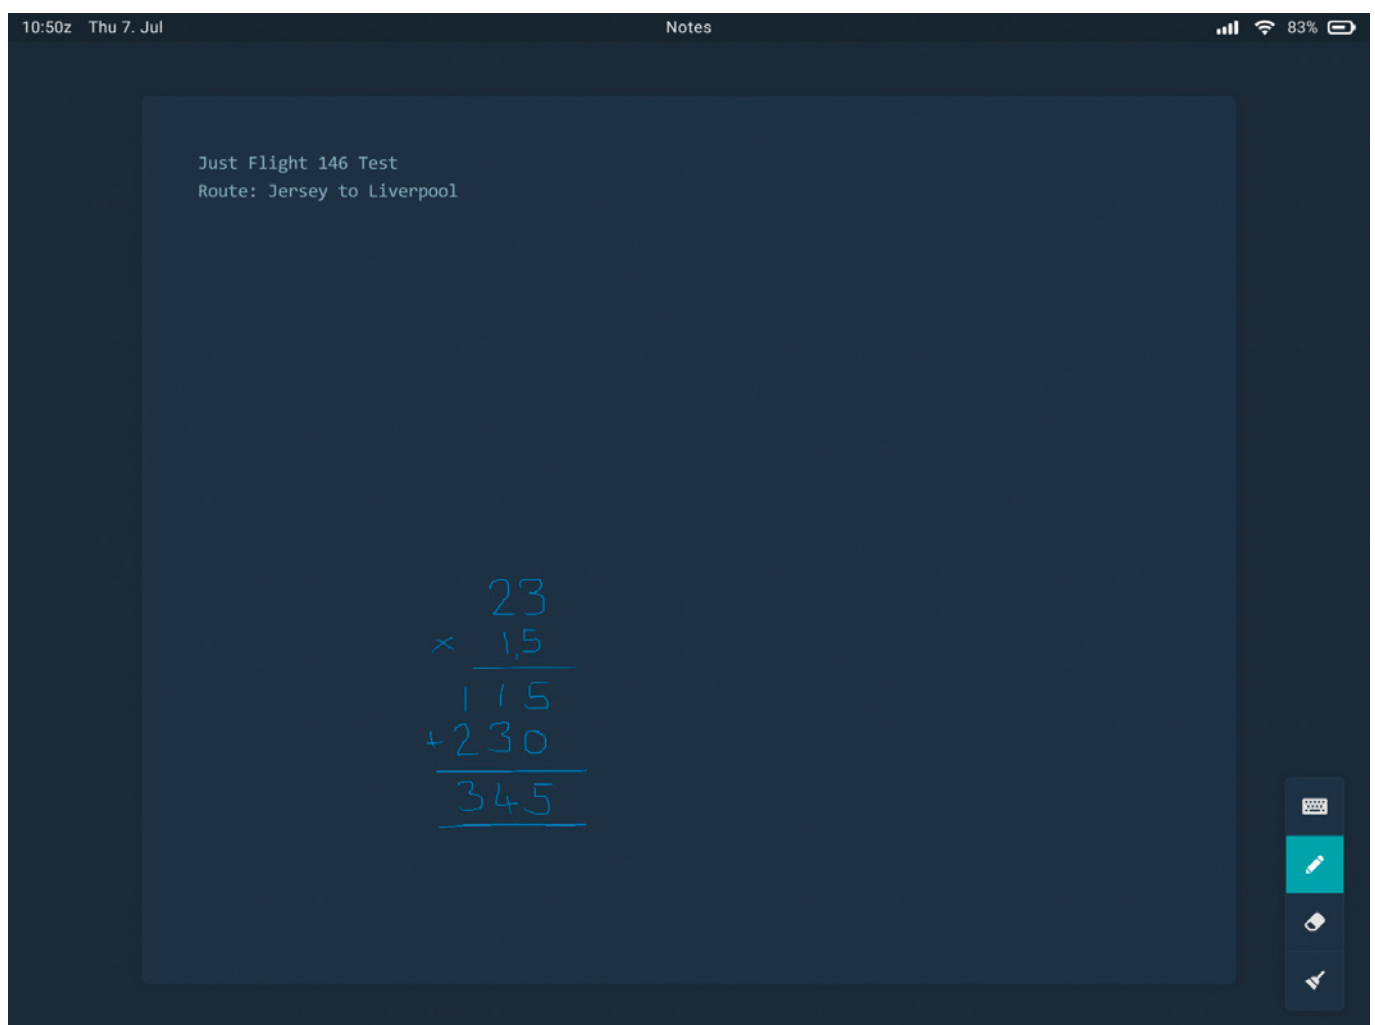 10:50z Thu 7. Jul Notes 83%
Just Flight 146 Test
Route: Jersey to Liverpool
23
× 1,5
115
+230
345